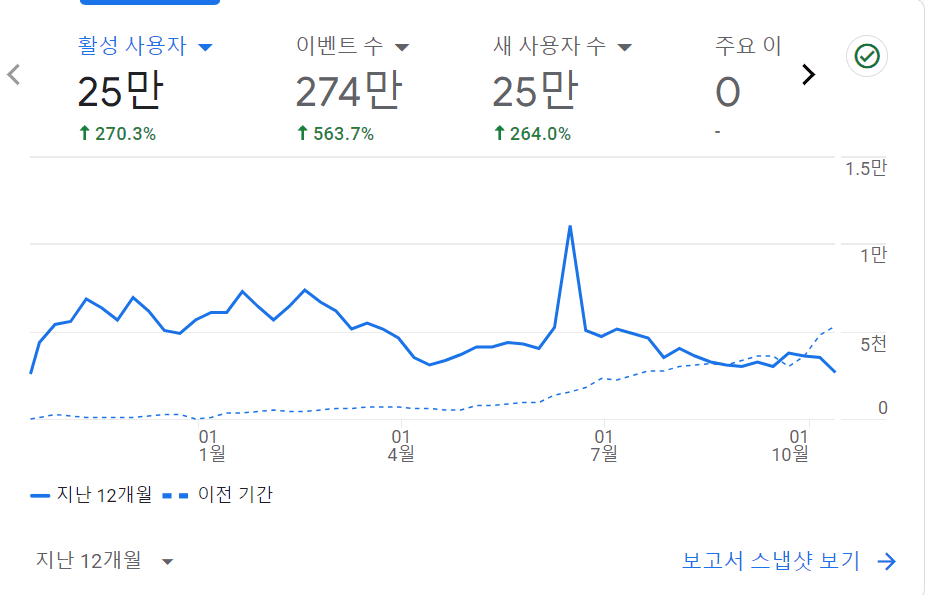 활성 사용자 이벤트 수 새 사용자 수 주요 이
25만 274만 25만 0
270.3% 563.7% 264.0% -
1.5만
1만
5천
0
01 01 01 01
1월 4월 7월 10월
지난 12개월 이전 기간
지난 12개월 보고서 스냅샷 보기